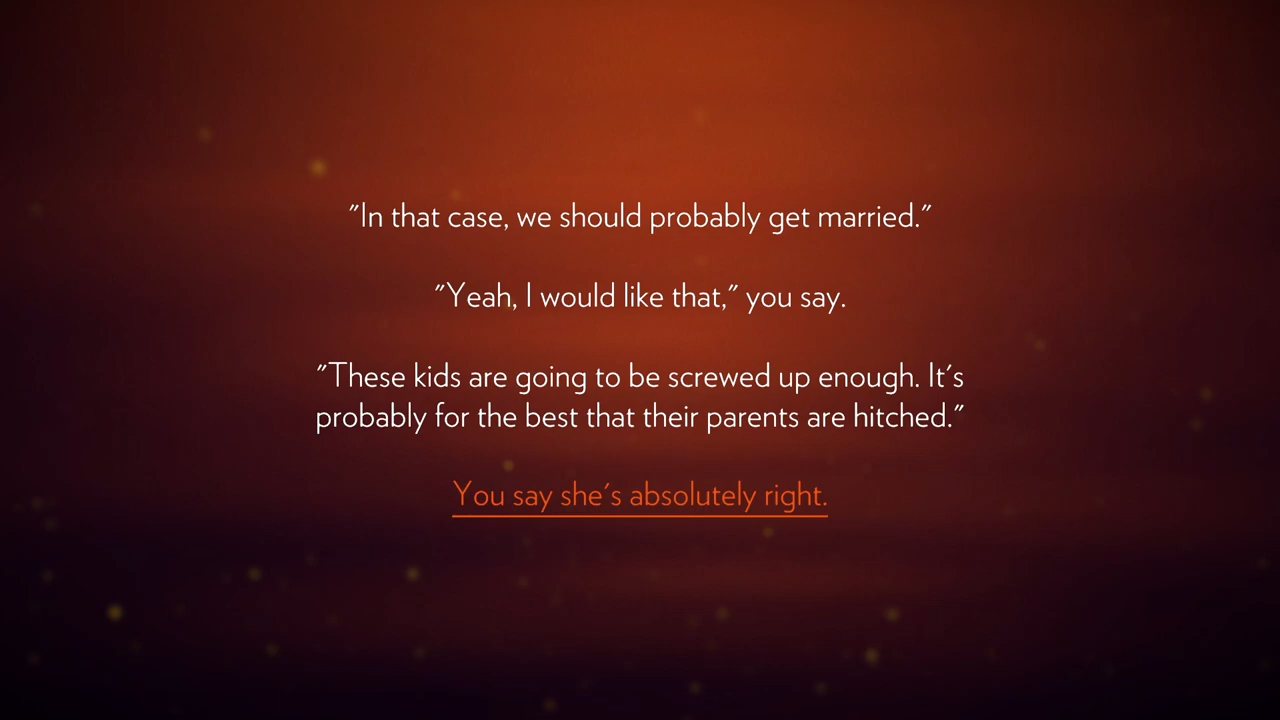 "In that case, we should probably get married."
"Yeah, I would like that," you say.
"These kids are going to be screwed up enough. It's
probably for the best that their parents are hitched."
You say she's absolutely right.